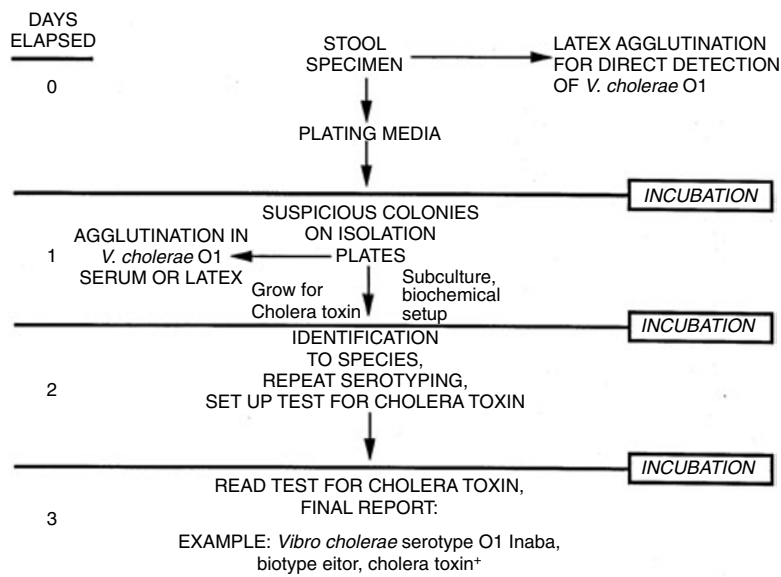 DAYS
ELAPSED
0
STOOL
SPECIMEN
LATEX AGGLUTINATION
FOR DIRECT DETECTION
OF V. cholerae O1
PLATING MEDIA
INCUBATION
SUSPICIOUS COLONIES
ON ISOLATION
PLATES
1
AGGLUTINATION IN
V. cholerae O1
SERUM OR LATEX
Grow for
Cholera toxin
Subculture,
biochemical
setup
INCUBATION
IDENTIFICATION
TO SPECIES,
REPEAT SEROTYPING,
SET UP TEST FOR CHOLERA TOXIN
2
INCUBATION
READ TEST FOR CHOLERA TOXIN,
FINAL REPORT:
3
EXAMPLE: Vibro cholerae serotype O1 Inaba,
biotype eitor, cholera toxin+